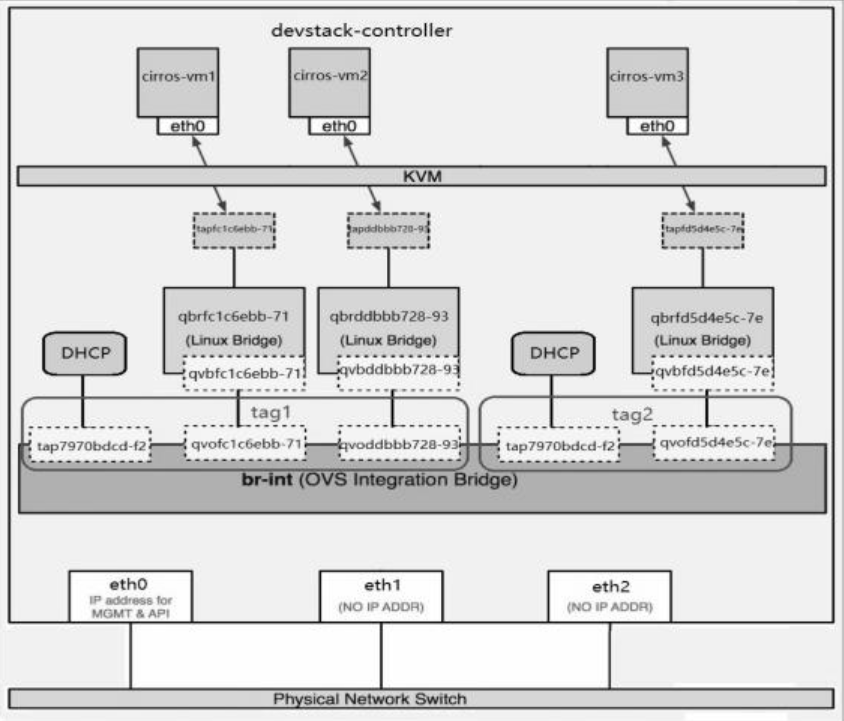 devstack-controller
cirros-vm1
cirros-vm2
cirros-vm3
eth0
eth0
eth0
KVM
tapfc1c6ebb-71
tapddbbb728-93
tapfd5d4e5c-7e
qbrfc1c6ebb-71
(Linux Bridge)
qbrddbbb728-93
(Linux Bridge)
qbrfd5d4e5c-7e
(Linux Bridge)
DHCP
qvbfc1c6ebb-71
qvbddbbb728-93
DHCP
qvbfd5d4e5c-7e
tag1
tag2
tap7970bdcd-f2
qvofc1c6ebb-71
qvoddbbb728-93
tap7970bdcd-f2
qvofd5d4e5c-7e
br-int (OVS Integration Bridge)
eth0
IP address for
MGMT & API
eth1
(NO IP ADDR)
eth2
(NO IP ADDR)
Physical Network Switch